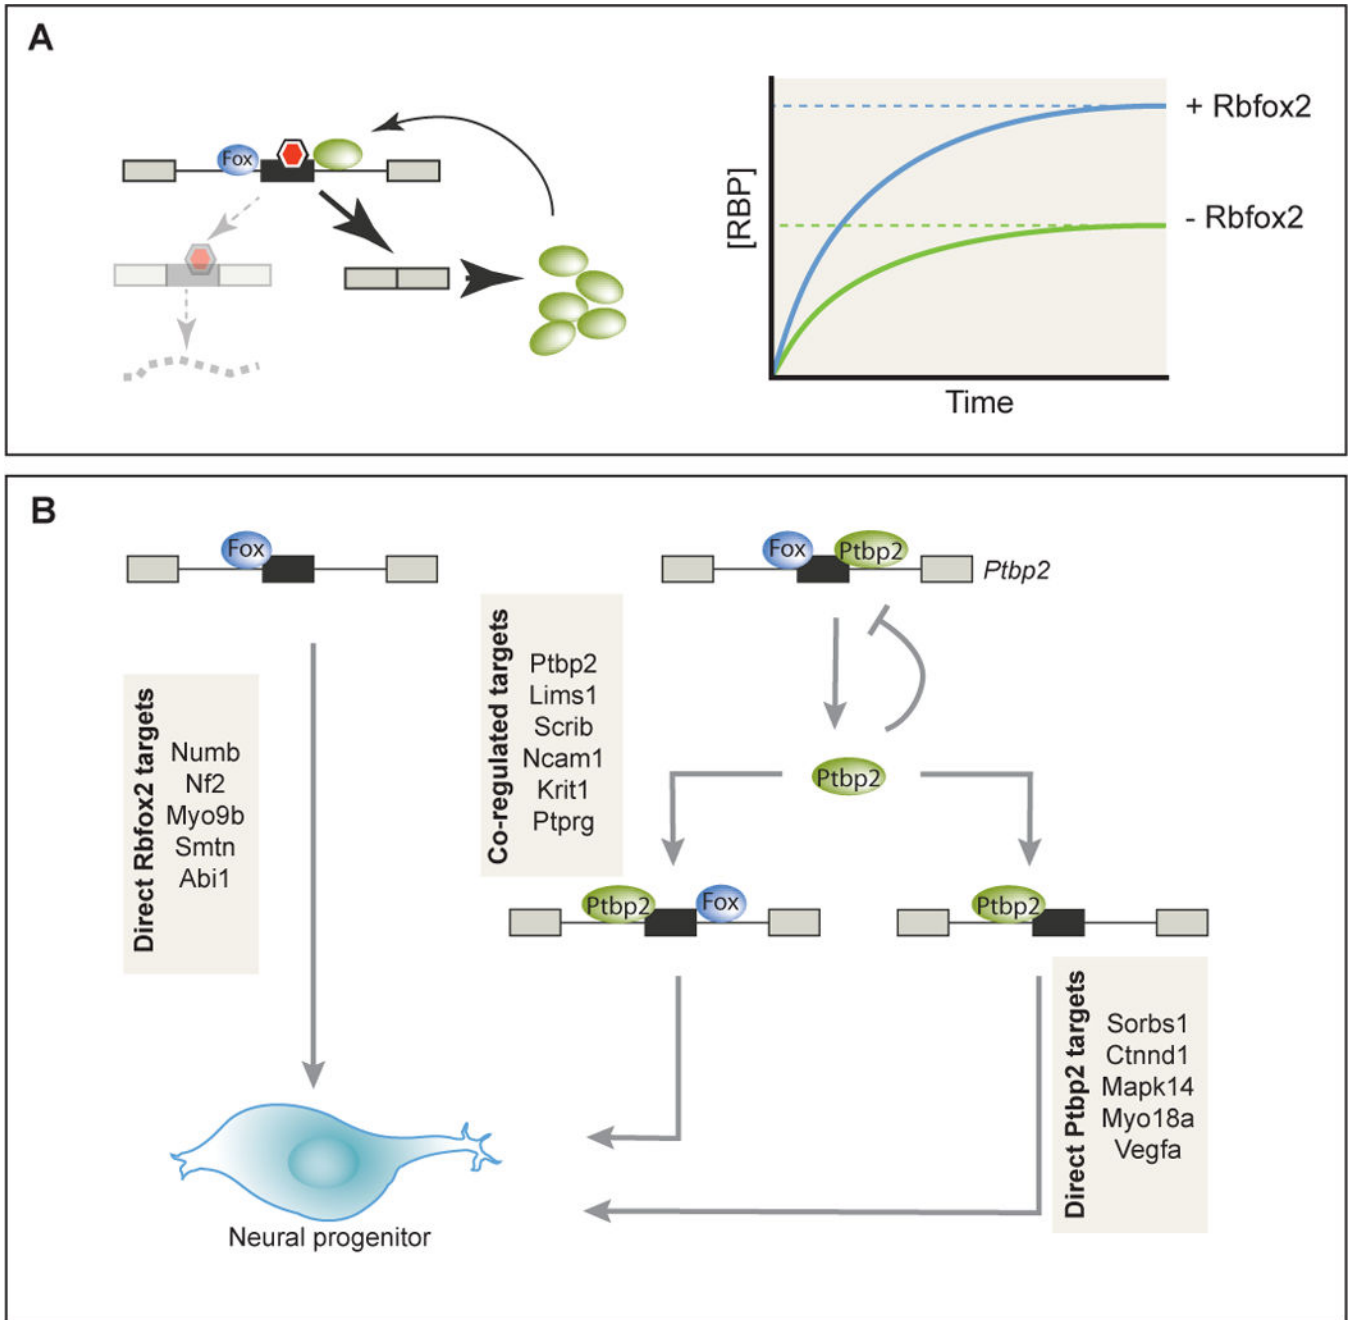 A
Fox
[RBP]
+ Rbfox2
- Rbfox2
Time
B
Fox
Fox
Ptbp2
Ptbp2
Direct Rbfox2 targets
Numb
Nf2
Myo9b
Smtn
Abi1
Co-regulated targets
Ptbp2
Lims1
Scrib
Ncam1
Krit1
Ptprg
Ptbp2
Ptbp2
Fox
Ptbp2
Direct Ptbp2 targets
Sorbs1
Ctnnd1
Mapk14
Myo18a
Vegfa
Neural progenitor